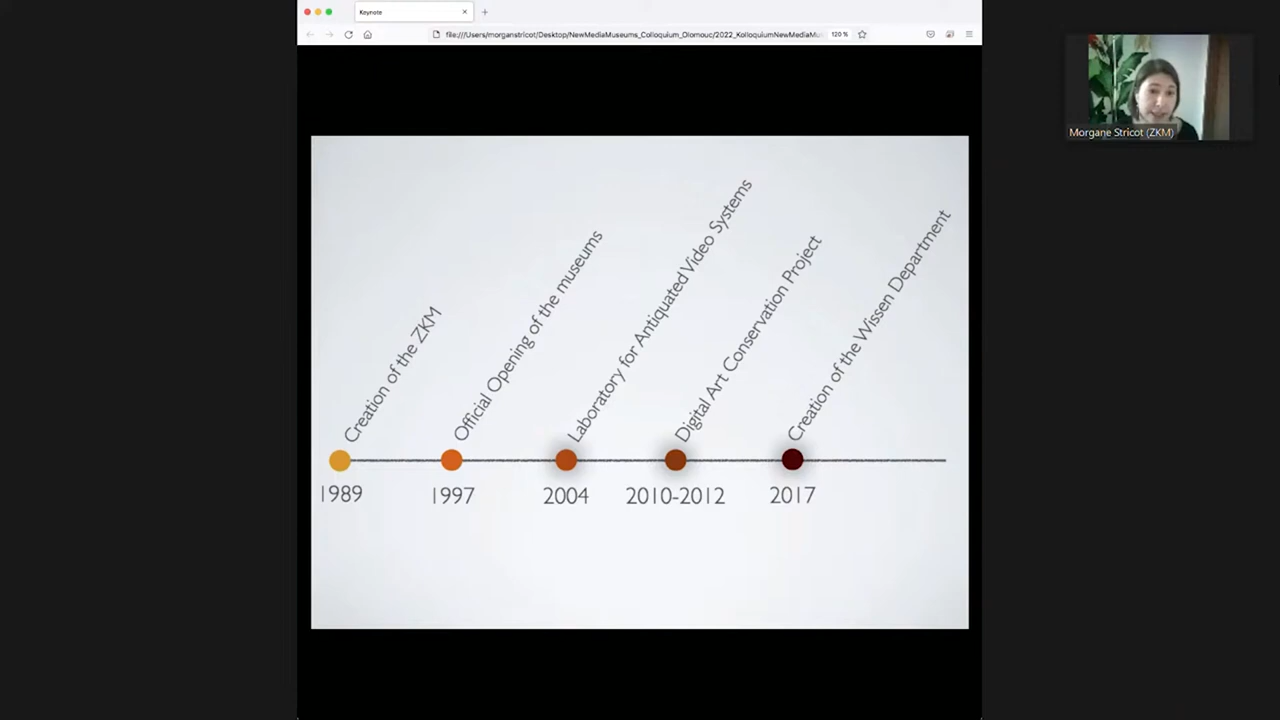 Keynote
file:///Users/morganstricot/Desktop/NewMediaMuseums_Colloquium_Olomouc/2022_KolloquiumNewMediaMu
120 %
Morgane Stricot (ZKM)
Creation of the ZKM
Official Opening of the museums
Laboratory for Antiquated Video Systems
Digital Art Conservation Project
Creation of the Wissen Department
1989
1997
2004
2010-2012
2017